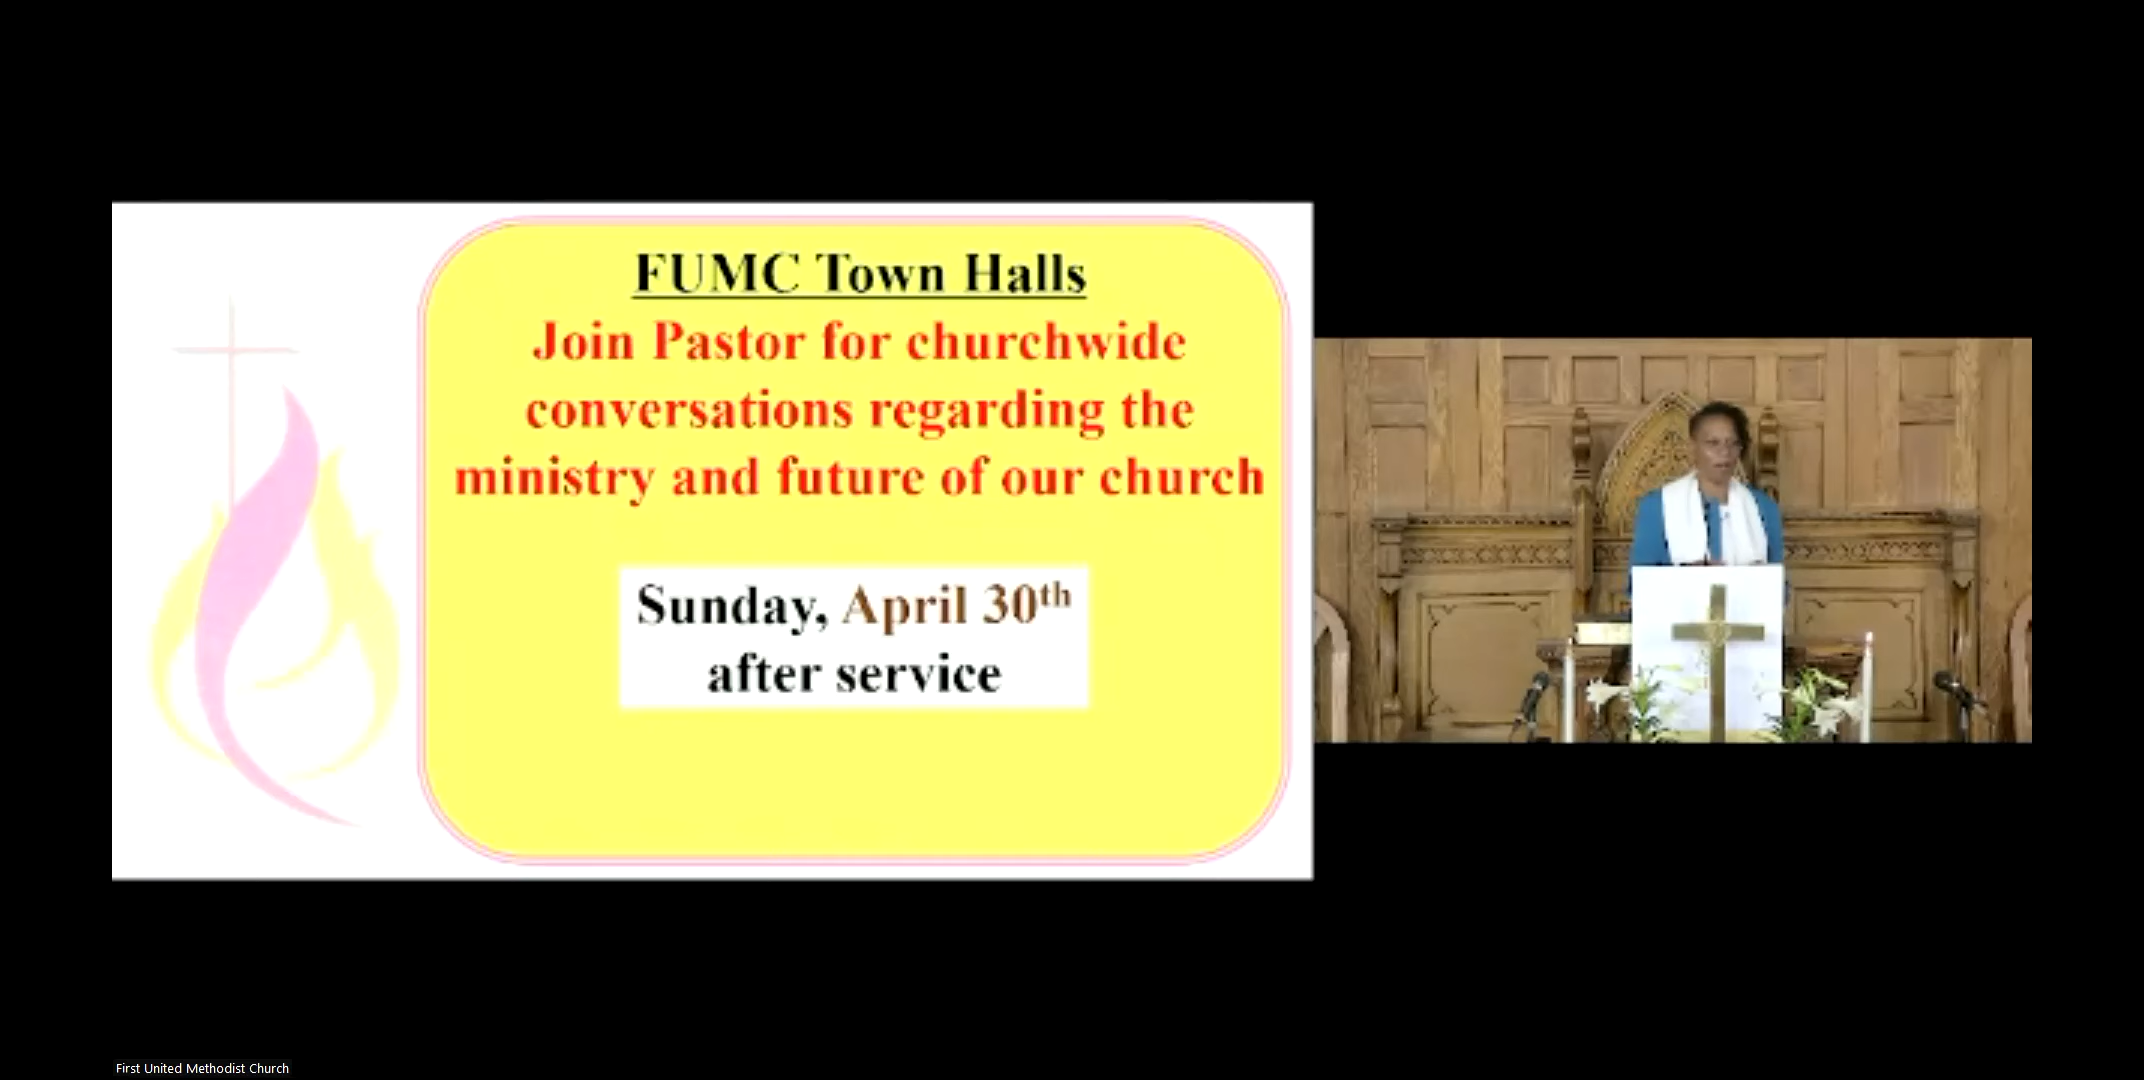 FUMC Town Halls
Join Pastor for churchwide
conversations regarding the
ministry and future of our church
Sunday, April 30th
after service
First United Methodist Church